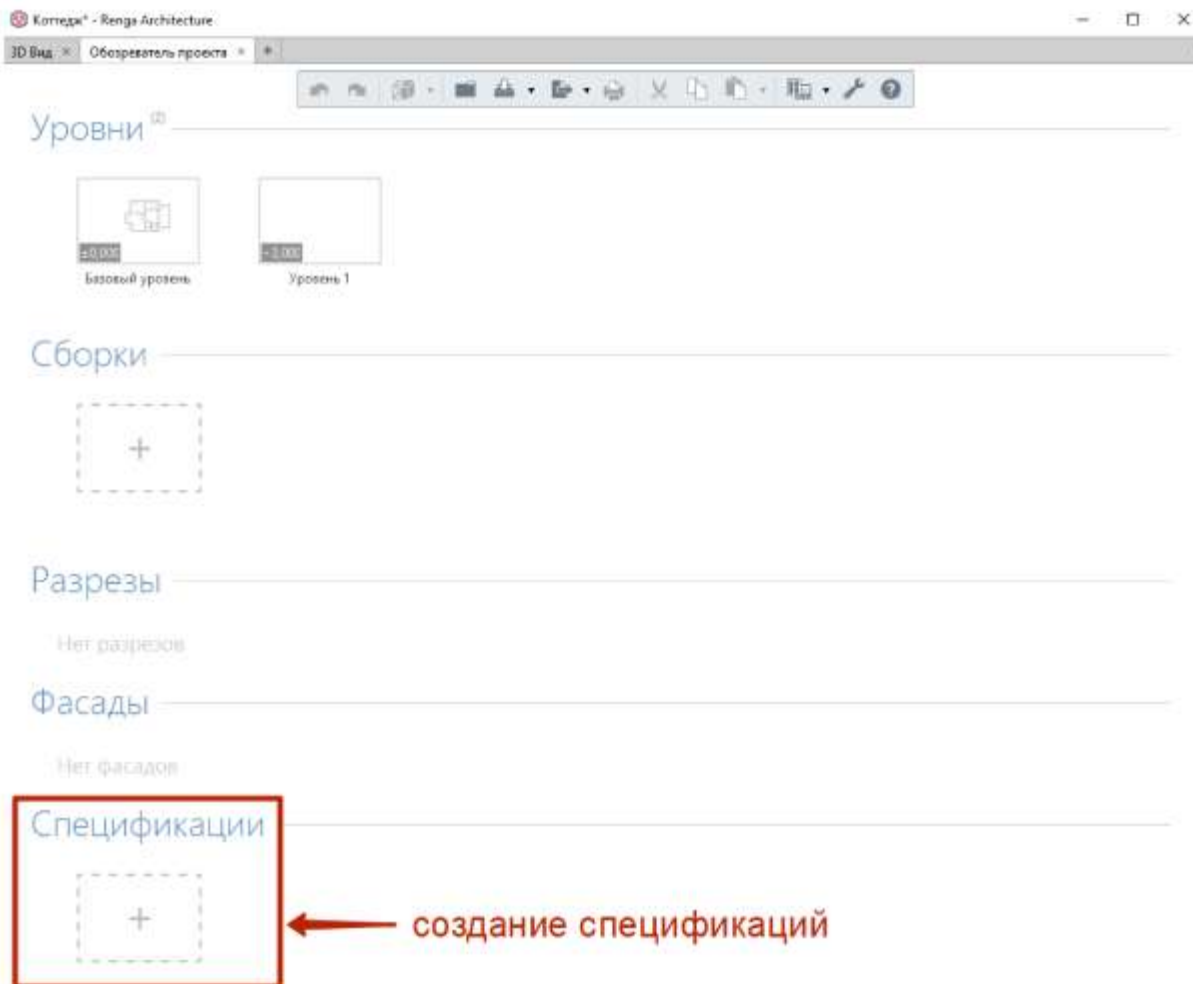 Коттедж* - Renga Architecture
3D Вид × Обозреватель проекта × +
Уровни (2)
±0,000
Базовый уровень
Уровень 1
Сборки
+
Разрезы
Нет разрезов
Фасады
Нет фасадов
Спецификации
+
создание спецификаций